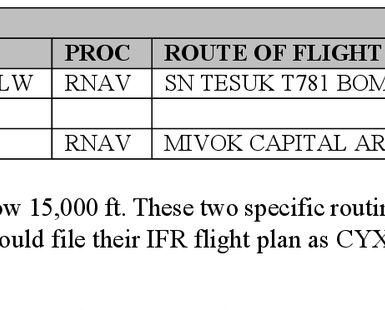 PROC ROUTE OF FLIGHT
LW RNAV SN TESUK T781 BOM
RNAV MIVOK CAPITAL AR
ow 15,000 ft. These two specific routin
ould file their IFR flight plan as CYX